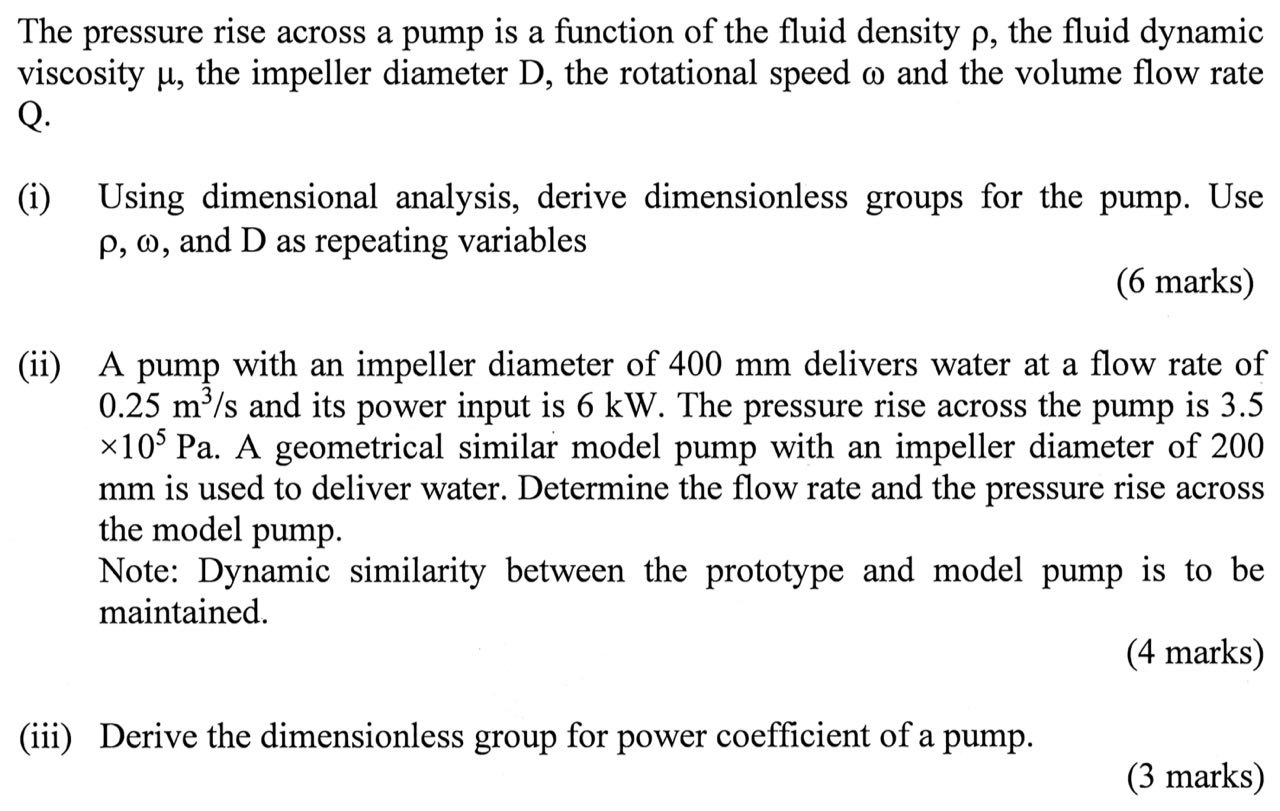 The pressure rise across a pump is a function of the fluid density ρ, the fluid dynamic
viscosity μ, the impeller diameter D, the rotational speed ω and the volume flow rate
Q.
(i) Using dimensional analysis, derive dimensionless groups for the pump. Use
ρ, ω, and D as repeating variables
(6 marks)
(ii) A pump with an impeller diameter of 400 mm delivers water at a flow rate of
0.25 m³/s and its power input is 6 kW. The pressure rise across the pump is 3.5
×10⁵ Pa. A geometrical similar model pump with an impeller diameter of 200
mm is used to deliver water. Determine the flow rate and the pressure rise across
the model pump.
Note: Dynamic similarity between the prototype and model pump is to be
maintained.
(4 marks)
(iii) Derive the dimensionless group for power coefficient of a pump.
(3 marks)